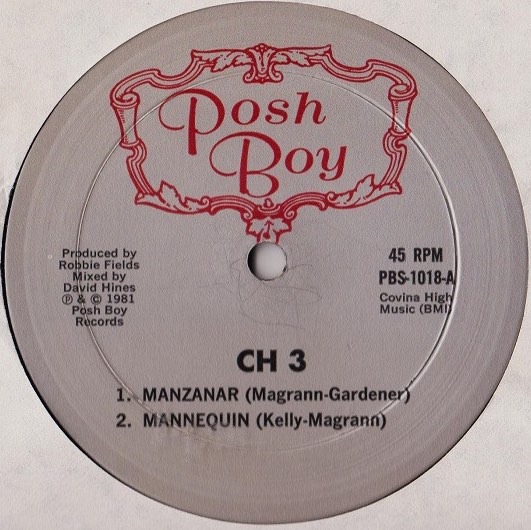 Posh
Boy
Produced by
Robbie Fields
Mixed by
David Hines
℗ & © 1981
Posh Boy
Records
45 RPM
PBS-1018-A
Covina High
Music (BMI)
CH 3
1. MANZANAR (Magrann-Gardener)
2. MANNEQUIN (Kelly-Magrann)